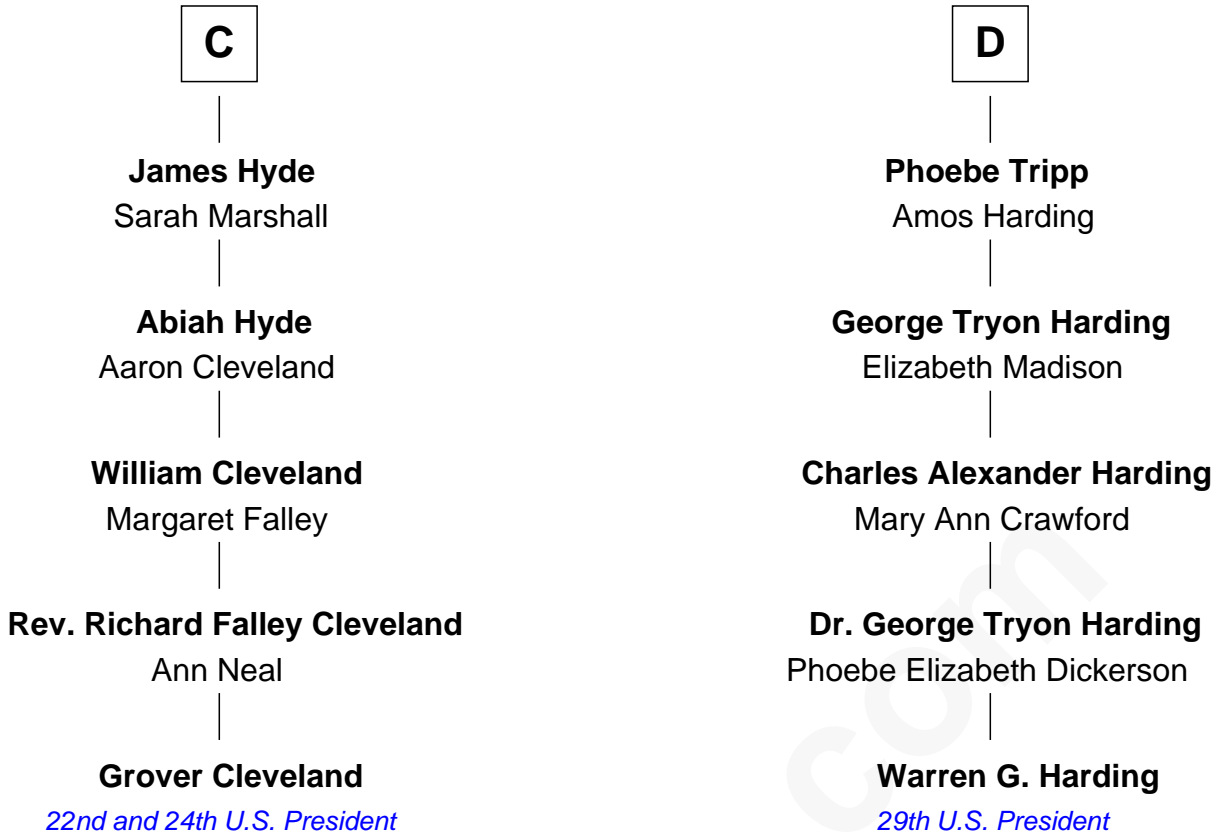 C
James Hyde
Sarah Marshall
Abiah Hyde
Aaron Cleveland
William Cleveland
Margaret Falley
Rev. Richard Falley Cleveland
Ann Neal
Grover Cleveland
22nd and 24th U.S. President
D
Phoebe Tripp
Amos Harding
George Tryon Harding
Elizabeth Madison
Charles Alexander Harding
Mary Ann Crawford
Dr. George Tryon Harding
Phoebe Elizabeth Dickerson
Warren G. Harding
29th U.S. President
com